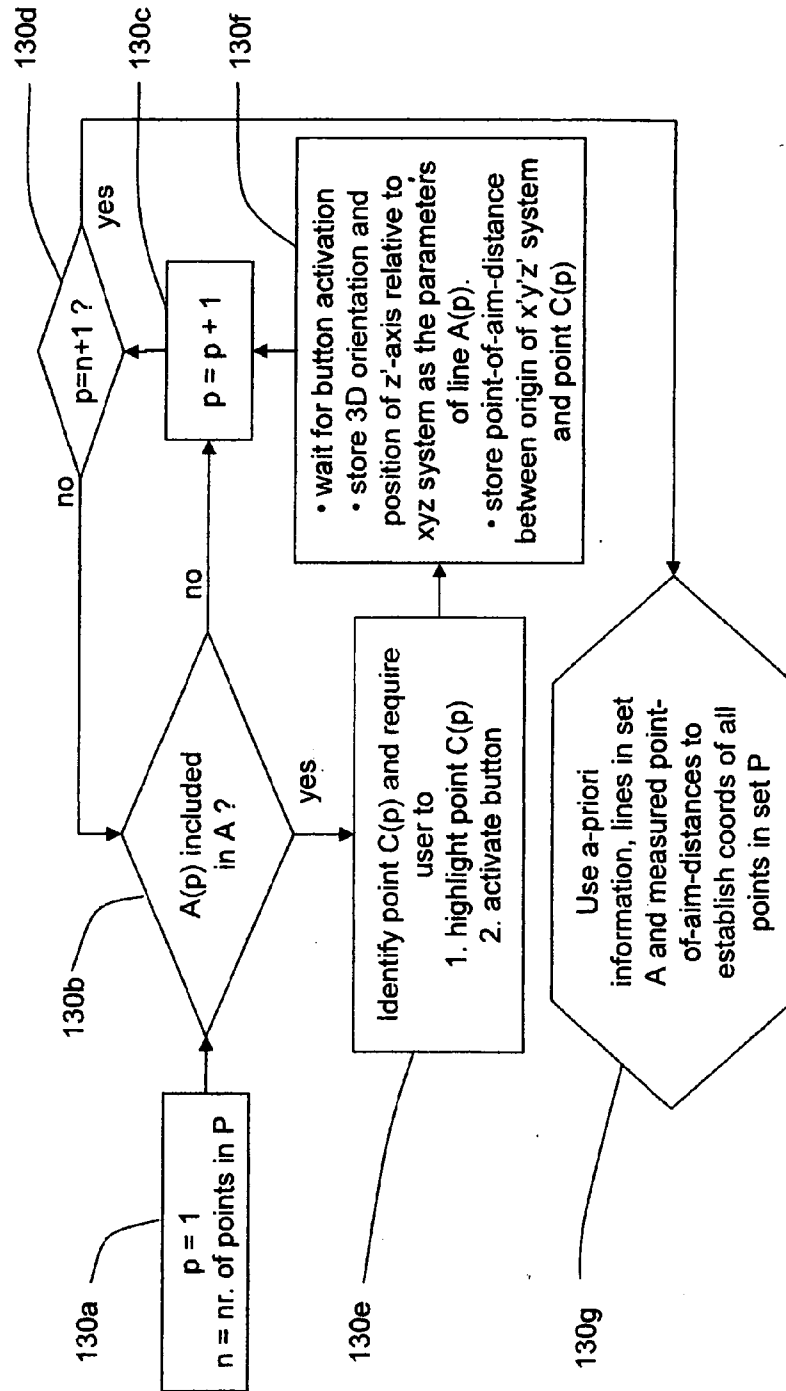 130a
p = 1
n = nr. of points in P
130b
A(p) included
in A ?
no
yes
130d
p=n+1 ?
no
yes
130c
p = p + 1
130e
Identify point C(p) and require
user to
1. highlight point C(p)
2. activate button
130f
• wait for button activation
• store 3D orientation and
position of z'-axis relative to
xyz system as the parameters
of line A(p).
• store point-of-aim-distance
between origin of x'y'z' system
and point C(p)
130g
Use a-priori
information, lines in set
A and measured point-
of-aim-distances to
establish coords of all
points in set P